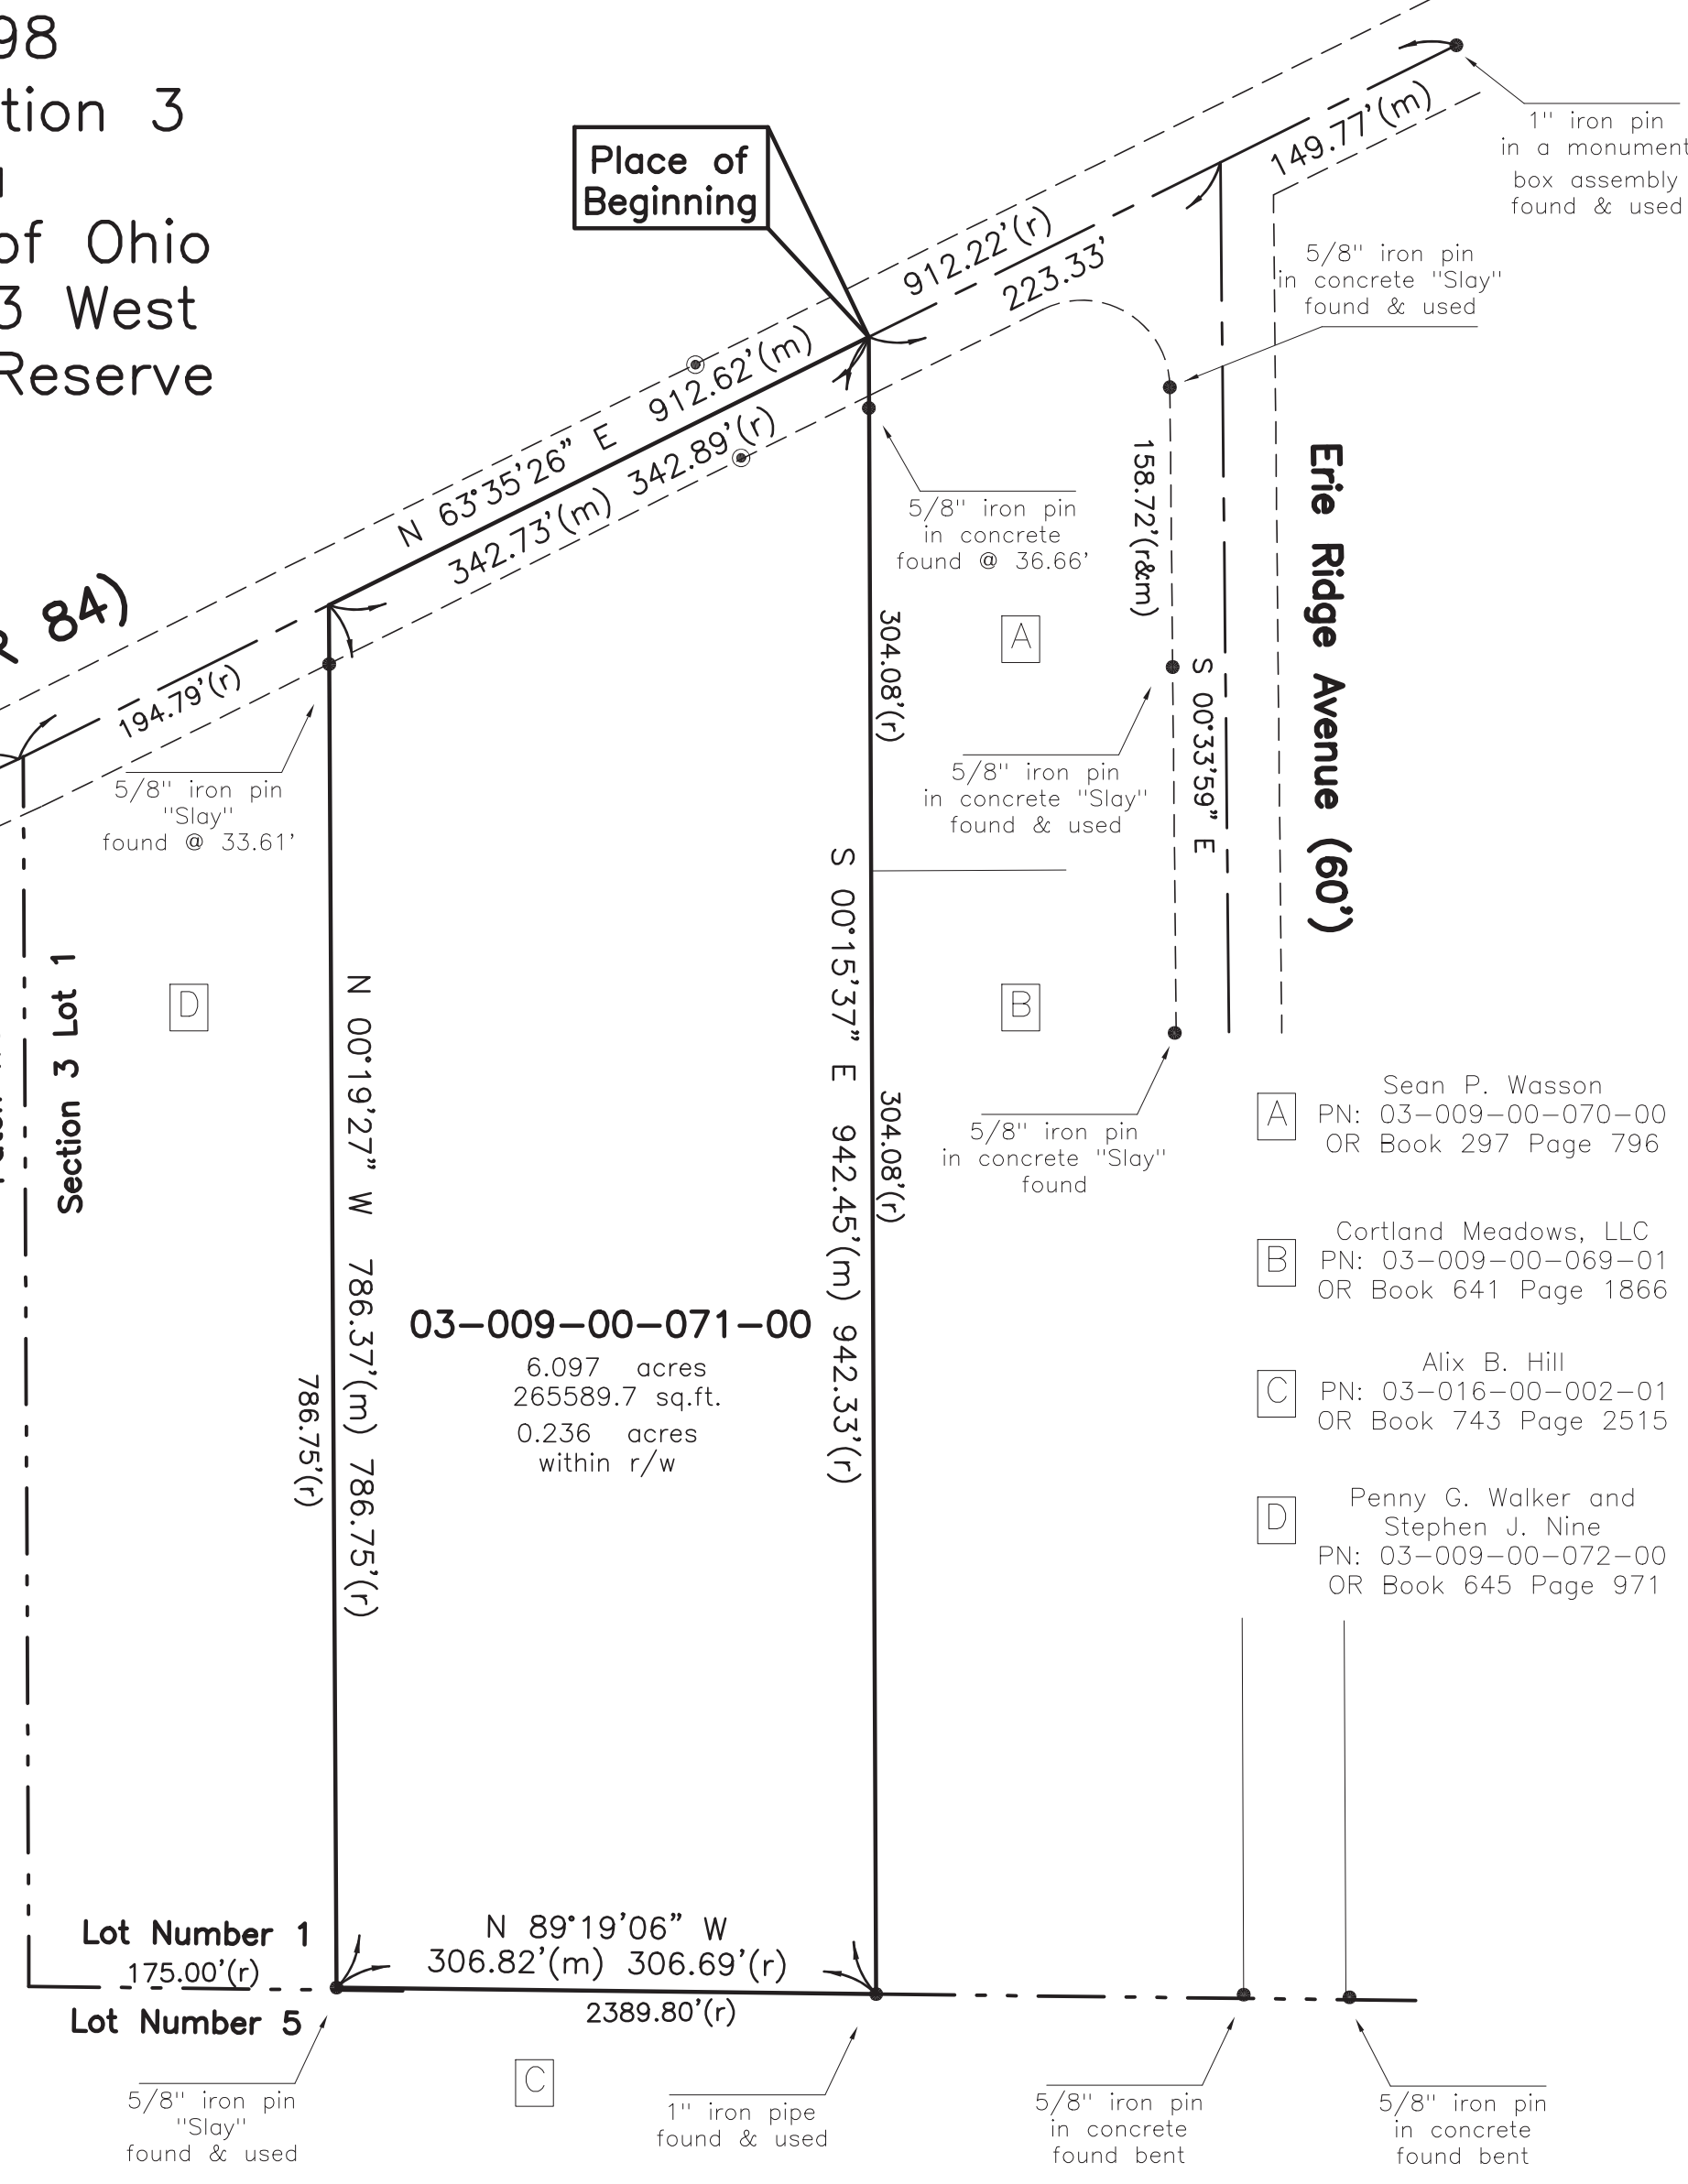 98
tion 3
of Ohio
3 West
Reserve
84)
Place of
Beginning
912.22'(r)
223.33'
149.77'(m)
1" iron pin
in a monument
box assembly
found & used
5/8" iron pin
in concrete "Slay"
found & used
N 63°35'26" E 912.62'(m)
342.73'(m) 342.89'(r)
194.79'(r)
5/8" iron pin
in concrete
found @ 36.66'
158.72'(r&m)
Erie Ridge Avenue (60')
A
304.08'(r)
S 00°33'59" E
5/8" iron pin
in concrete "Slay"
found & used
5/8" iron pin
"Slay"
found @ 33.61'
Section 3 Lot 1
D
N 00°19'27" W 786.37'(m) 786.75'(r)
786.75'(r)
S 00°15'37" E 942.45'(m) 942.33'(r)
304.08'(r)
B
5/8" iron pin
in concrete "Slay"
found
A
Sean P. Wasson
PN: 03-009-00-070-00
OR Book 297 Page 796
B
Cortland Meadows, LLC
PN: 03-009-00-069-01
OR Book 641 Page 1866
C
Alix B. Hill
PN: 03-016-00-002-01
OR Book 743 Page 2515
D
Penny G. Walker and
Stephen J. Nine
PN: 03-009-00-072-00
OR Book 645 Page 971
03-009-00-071-00
6.097 acres
265589.7 sq.ft.
0.236 acres
within r/w
Lot Number 1
175.00'(r)
Lot Number 5
N 89°19'06" W
306.82'(m) 306.69'(r)
2389.80'(r)
C
5/8" iron pin
"Slay"
found & used
1" iron pipe
found & used
5/8" iron pin
in concrete
found bent
5/8" iron pin
in concrete
found bent